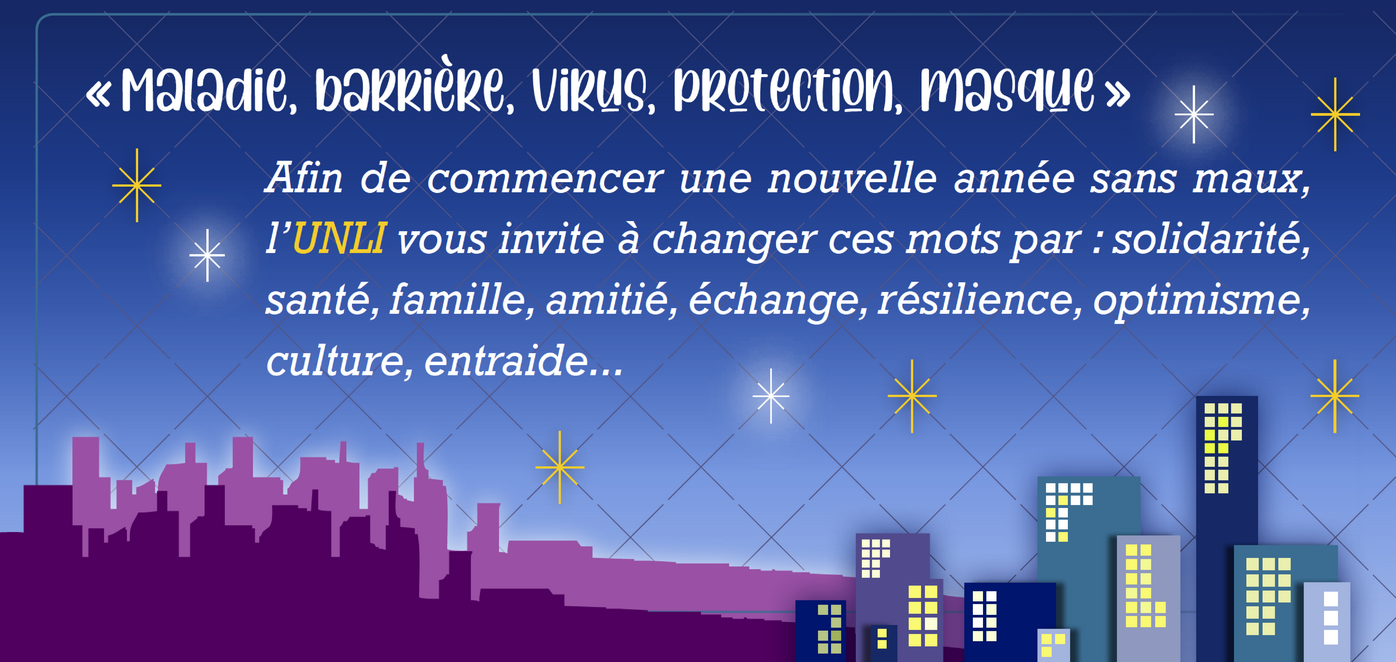 « Maladie, barrière, virus, protection, masque »
Afin de commencer une nouvelle année sans maux,
l’UNLI vous invite à changer ces mots par : solidarité,
santé, famille, amitié, échange, résilience, optimisme,
culture, entraide...